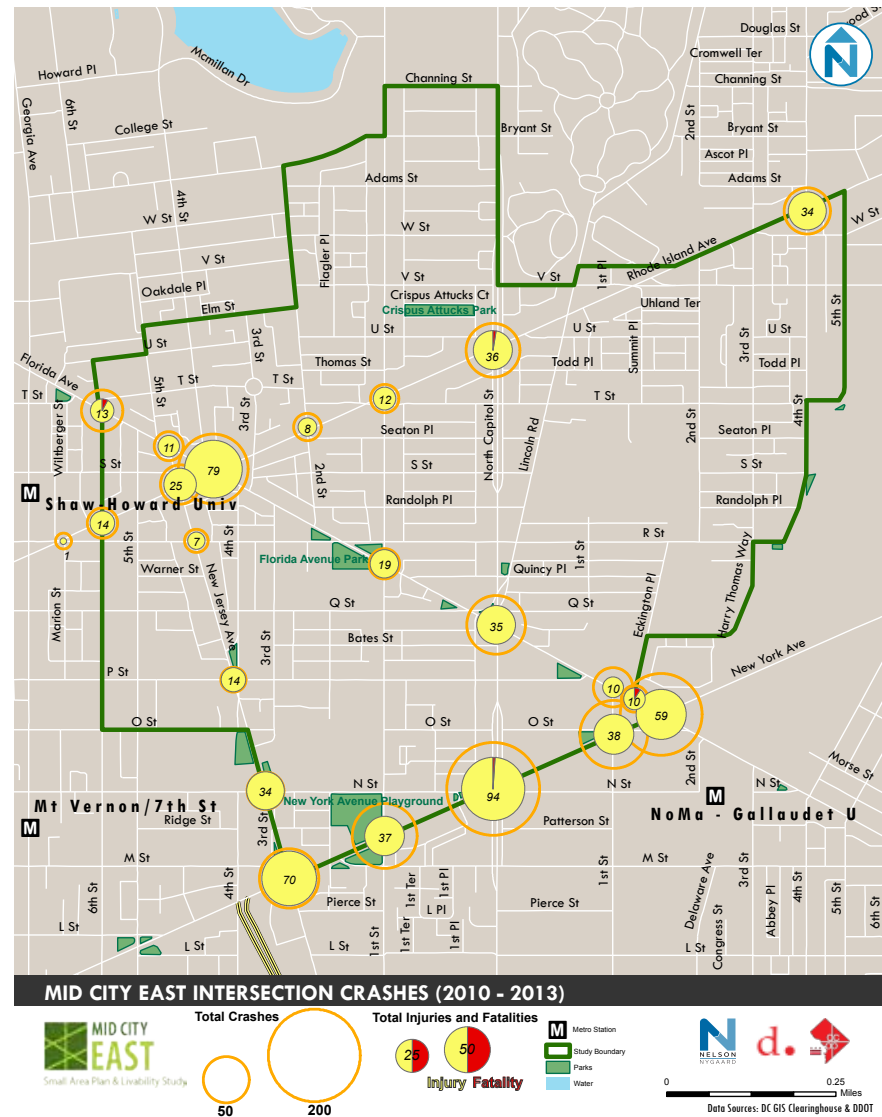 Douglas St
Cromwell Ter
Channing St
Howard Pl
Mcmillan Dr
Channing St
Georgia Ave
6th St
College St
Bryant St
2nd St
Bryant St
Ascot Pl
Adams St
Adams St
4th St
W St
W St
34
W St
Flagler Pl
V St
V St
V St
1st Pl
Rhode Island Ave
Oakdale Pl
Elm St
Crispus Attucks Ct
Crispus Attucks Park
Uhland Ter
5th St
U St
3rd St
U St
U St
Summit Pl
3rd St
U St
Florida Ave
Thomas St
36
Todd Pl
Todd Pl
T St
5th St
T St
T St
12
T St
4th St
Wiltberger St
13
3rd St
8
Seaton Pl
North Capitol St
Lincoln Rd
2nd St
Seaton Pl
11
S St
79
2nd St
S St
S St
25
M
Shaw-Howard Univ
Randolph Pl
Randolph Pl
14
5th St
7
4th St
R St
Harry Thomas Way
1
Florida Avenue Park
19
Quincy Pl
1st St
Warner St
New Jersey Ave
Eckington Pl
Marion St
Q St
Q St
35
3rd St
Bates St
New York Ave
P St
14
10
10
59
O St
O St
O St
38
2nd St
Morse St
N St
N St
N St
34
94
M
Mt Vernon/7th St
New York Avenue Playground
NoMa - Gallaudet U
Ridge St
M
3rd St
37
Patterson St
M St
M St
70
4th St
6th St
1st Ter
1st Pl
1st St
Delaware Ave
3rd St
4th St
5th St
6th St
Pierce St
L Pl
Pierce St
Abbey Pl
Congress St
L St
L St
L St
1st St
1st Ter
1st Pl
L St
MID CITY EAST INTERSECTION CRASHES (2010 - 2013)
MID CITY
EAST
Small Area Plan & Livability Study
Total Crashes
50
200
Total Injuries and Fatalities
25
50
Injury Fatality
M Metro Station
Study Boundary
Parks
Water
N
NELSON
NYGAARD
d.
0
0.25
Miles
Data Sources: DC GIS Clearinghouse & DDOT